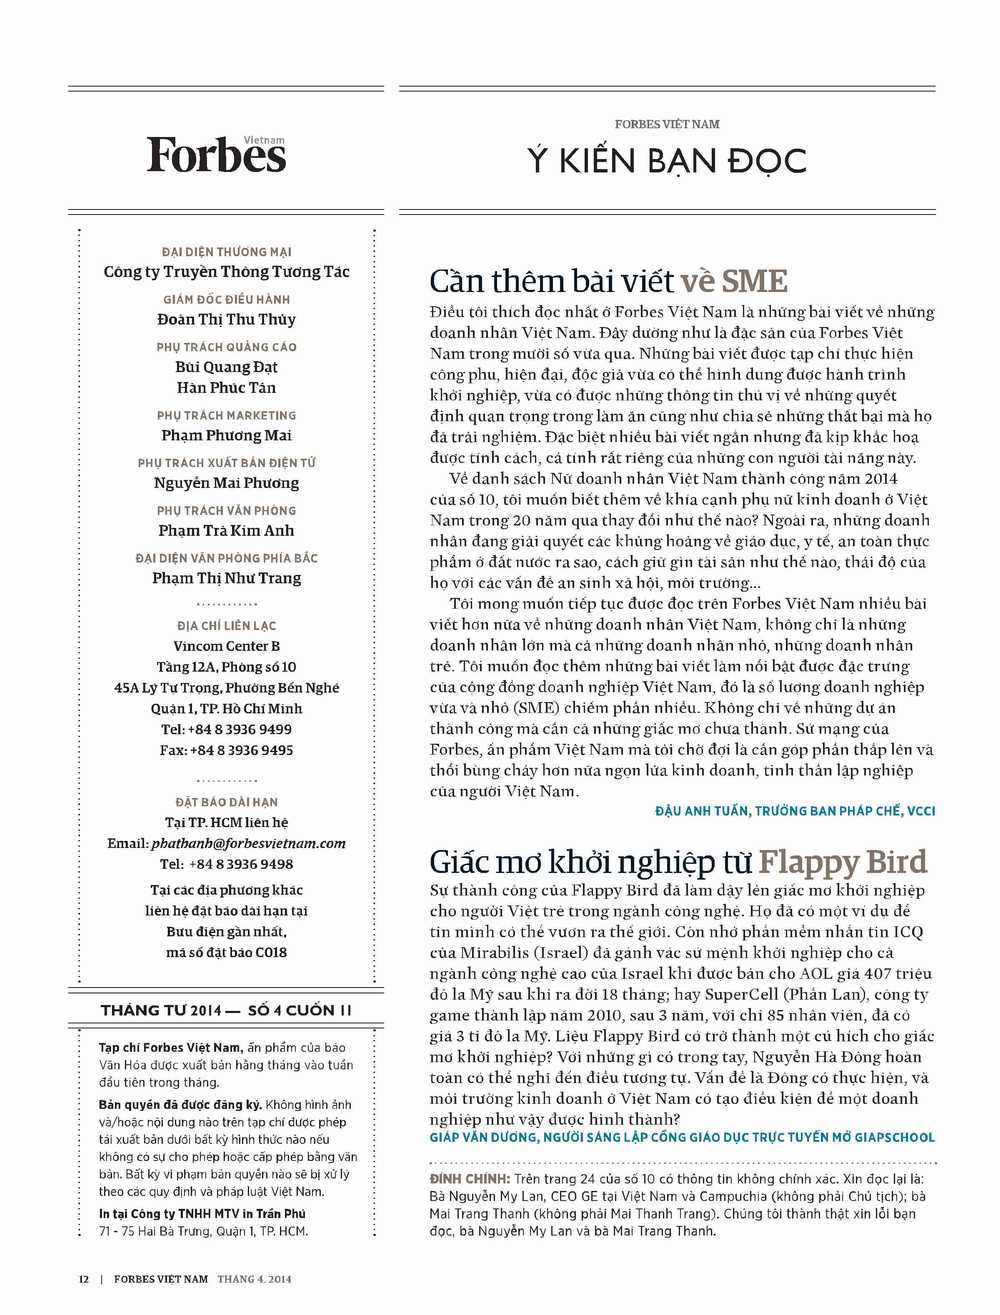 Forbes Vietnam
ĐẠI DIỆN THƯƠNG MẠI
Công ty Truyền Thông Tương Tác
GIÁM ĐỐC ĐIỀU HÀNH
Đoàn Thị Thu Thủy
PHỤ TRÁCH QUẢNG CÁO
Bùi Quang Đạt
Hàn Phúc Tân
PHỤ TRÁCH MARKETING
Phạm Phương Mai
PHỤ TRÁCH XUẤT BẢN ĐIỆN TỬ
Nguyễn Mai Phương
PHỤ TRÁCH VĂN PHÒNG
Phạm Trà Kim Anh
ĐẠI DIỆN VĂN PHÒNG PHÍA BẮC
Phạm Thị Như Trang
ĐỊA CHỈ LIÊN LẠC
Vincom Center B
Tầng 12A, Phòng số 10
45A Lý Tự Trọng, Phường Bến Nghé
Quận 1, TP. Hồ Chí Minh
Tel: +84 8 3936 9499
Fax: +84 8 3936 9495
ĐẶT BÁO DÀI HẠN
Tại TP. HCM liên hệ
Email: phathanh@forbesvietnam.com
Tel: +84 8 3936 9498
Tại các địa phương khác
liên hệ đặt báo dài hạn tại
Bưu điện gần nhất,
mã số đặt báo C018
THÁNG TƯ 2014 — SỐ 4 CUỐN 11
Tạp chí Forbes Việt Nam, ấn phẩm của báo
Văn Hóa được xuất bản hằng tháng vào tuần
đầu tiên trong tháng.
Bản quyền đã được đăng ký. Không hình ảnh
và/hoặc nội dung nào trên tạp chí được phép
tái xuất bản dưới bất kỳ hình thức nào nếu
không có sự cho phép hoặc cấp phép bằng văn
bản. Bất kỳ vi phạm bản quyền nào sẽ bị xử lý
theo các quy định và pháp luật Việt Nam.
In tại Công ty TNHH MTV in Trần Phú
71 - 75 Hai Bà Trưng, Quận 1, TP. HCM.
FORBES VIỆT NAM
Ý KIẾN BẠN ĐỌC
Cần thêm bài viết về SME
Điều tôi thích đọc nhất ở Forbes Việt Nam là những bài viết về những
doanh nhân Việt Nam. Đây dường như là đặc sản của Forbes Việt
Nam trong mười số vừa qua. Những bài viết được tạp chí thực hiện
công phu, hiện đại, độc giả vừa có thể hình dung được hành trình
khởi nghiệp, vừa có được những thông tin thú vị về những quyết
định quan trọng trong làm ăn cũng như chia sẻ những thất bại mà họ
đã trải nghiệm. Đặc biệt nhiều bài viết ngắn nhưng đã kịp khắc hoạ
được tính cách, cá tính rất riêng của những con người tài năng này.
Về danh sách Nữ doanh nhân Việt Nam thành công năm 2014
của số 10, tôi muốn biết thêm về khía cạnh phụ nữ kinh doanh ở Việt
Nam trong 20 năm qua thay đổi như thế nào? Ngoài ra, những doanh
nhân đang giải quyết các khủng hoảng về giáo dục, y tế, an toàn thực
phẩm ở đất nước ra sao, cách giữ gìn tài sản như thế nào, thái độ của
họ với các vấn đề an sinh xã hội, môi trường...
Tôi mong muốn tiếp tục được đọc trên Forbes Việt Nam nhiều bài
viết hơn nữa về những doanh nhân Việt Nam, không chỉ là những
doanh nhân lớn mà cả những doanh nhân nhỏ, những doanh nhân
trẻ. Tôi muốn đọc thêm những bài viết làm nổi bật được đặc trưng
của cộng đồng doanh nghiệp Việt Nam, đó là số lượng doanh nghiệp
vừa và nhỏ (SME) chiếm phần nhiều. Không chỉ về những dự án
thành công mà cần cả những giấc mơ chưa thành. Sứ mạng của
Forbes, ấn phẩm Việt Nam mà tôi chờ đợi là cần góp phần thắp lên và
thổi bùng cháy hơn nữa ngọn lửa kinh doanh, tinh thần lập nghiệp
của người Việt Nam.
ĐẬU ANH TUẤN, TRƯỞNG BAN PHÁP CHẾ, VCCI
Giấc mơ khởi nghiệp từ Flappy Bird
Sự thành công của Flappy Bird đã làm dậy lên giấc mơ khởi nghiệp
cho người Việt trẻ trong ngành công nghệ. Họ đã có một ví dụ để
tin mình có thể vươn ra thế giới. Còn nhớ phần mềm nhắn tin ICQ
của Mirabilis (Israel) đã gánh vác sứ mệnh khởi nghiệp cho cả
ngành công nghệ cao của Israel khi được bán cho AOL giá 407 triệu
đô la Mỹ sau khi ra đời 18 tháng; hay SuperCell (Phần Lan), công ty
game thành lập năm 2010, sau 3 năm, với chỉ 85 nhân viên, đã có
giá 3 tỉ đô la Mỹ. Liệu Flappy Bird có trở thành một cú hích cho giấc
mơ khởi nghiệp? Với những gì có trong tay, Nguyễn Hà Đông hoàn
toàn có thể nghĩ đến điều tương tự. Vấn đề là Đông có thực hiện, và
môi trường kinh doanh ở Việt Nam có tạo điều kiện để một doanh
nghiệp như vậy được hình thành?
GIÁP VĂN DƯƠNG, NGƯỜI SÁNG LẬP CỔNG GIÁO DỤC TRỰC TUYẾN MỞ GIAPSCHOOL
ĐÍNH CHÍNH: Trên trang 24 của số 10 có thông tin không chính xác. Xin đọc lại là:
Bà Nguyễn My Lan, CEO GE tại Việt Nam và Campuchia (không phải Chủ tịch); bà
Mai Trang Thanh (không phải Mai Thanh Trang). Chúng tôi thành thật xin lỗi bạn
đọc, bà Nguyễn My Lan và bà Mai Trang Thanh.
12 | FORBES VIỆT NAM THÁNG 4. 2014